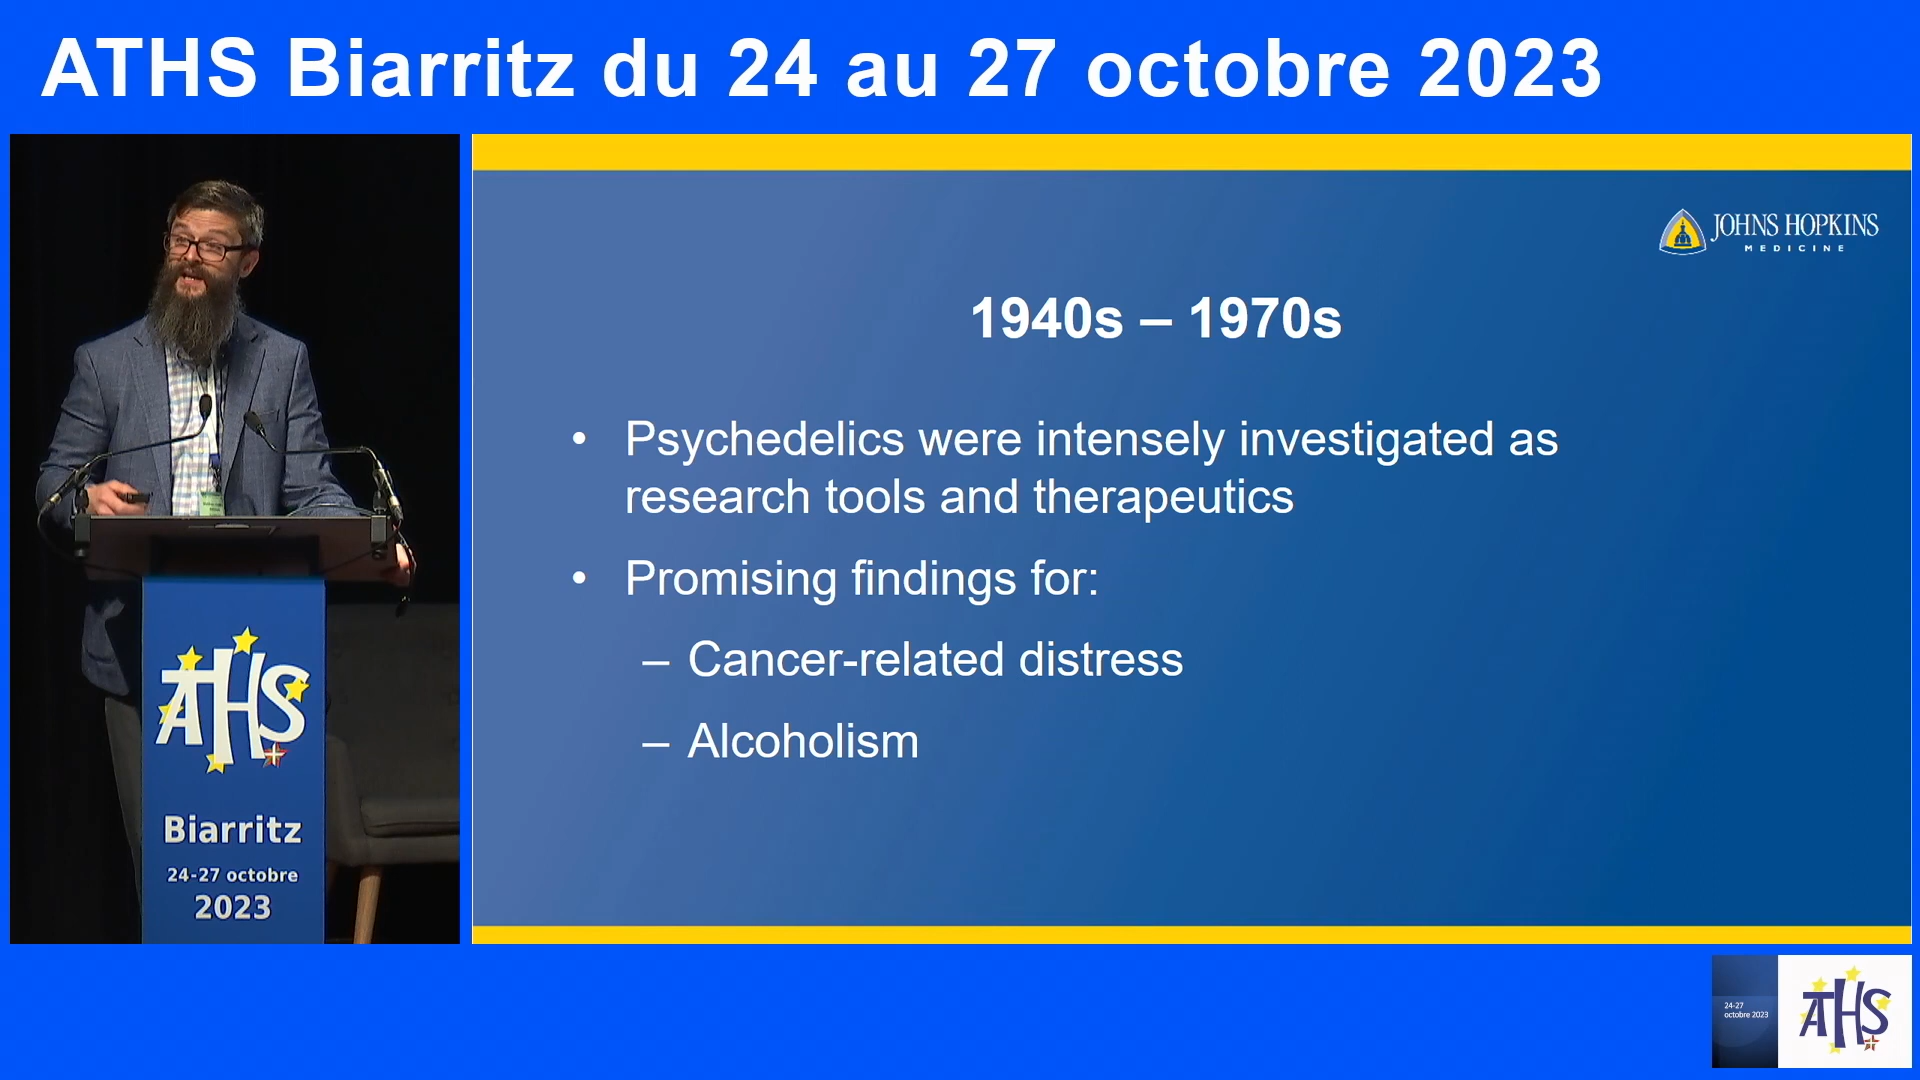 ATHS Biarritz du 24 au 27 octobre 2023
JOHNS HOPKINS
MEDICINE
1940s – 1970s
• Psychedelics were intensely investigated as
research tools and therapeutics
• Promising findings for:
– Cancer-related distress
– Alcoholism
ATHS
Biarritz
24-27 octobre
2023
24-27
octobre 2023
ATHS